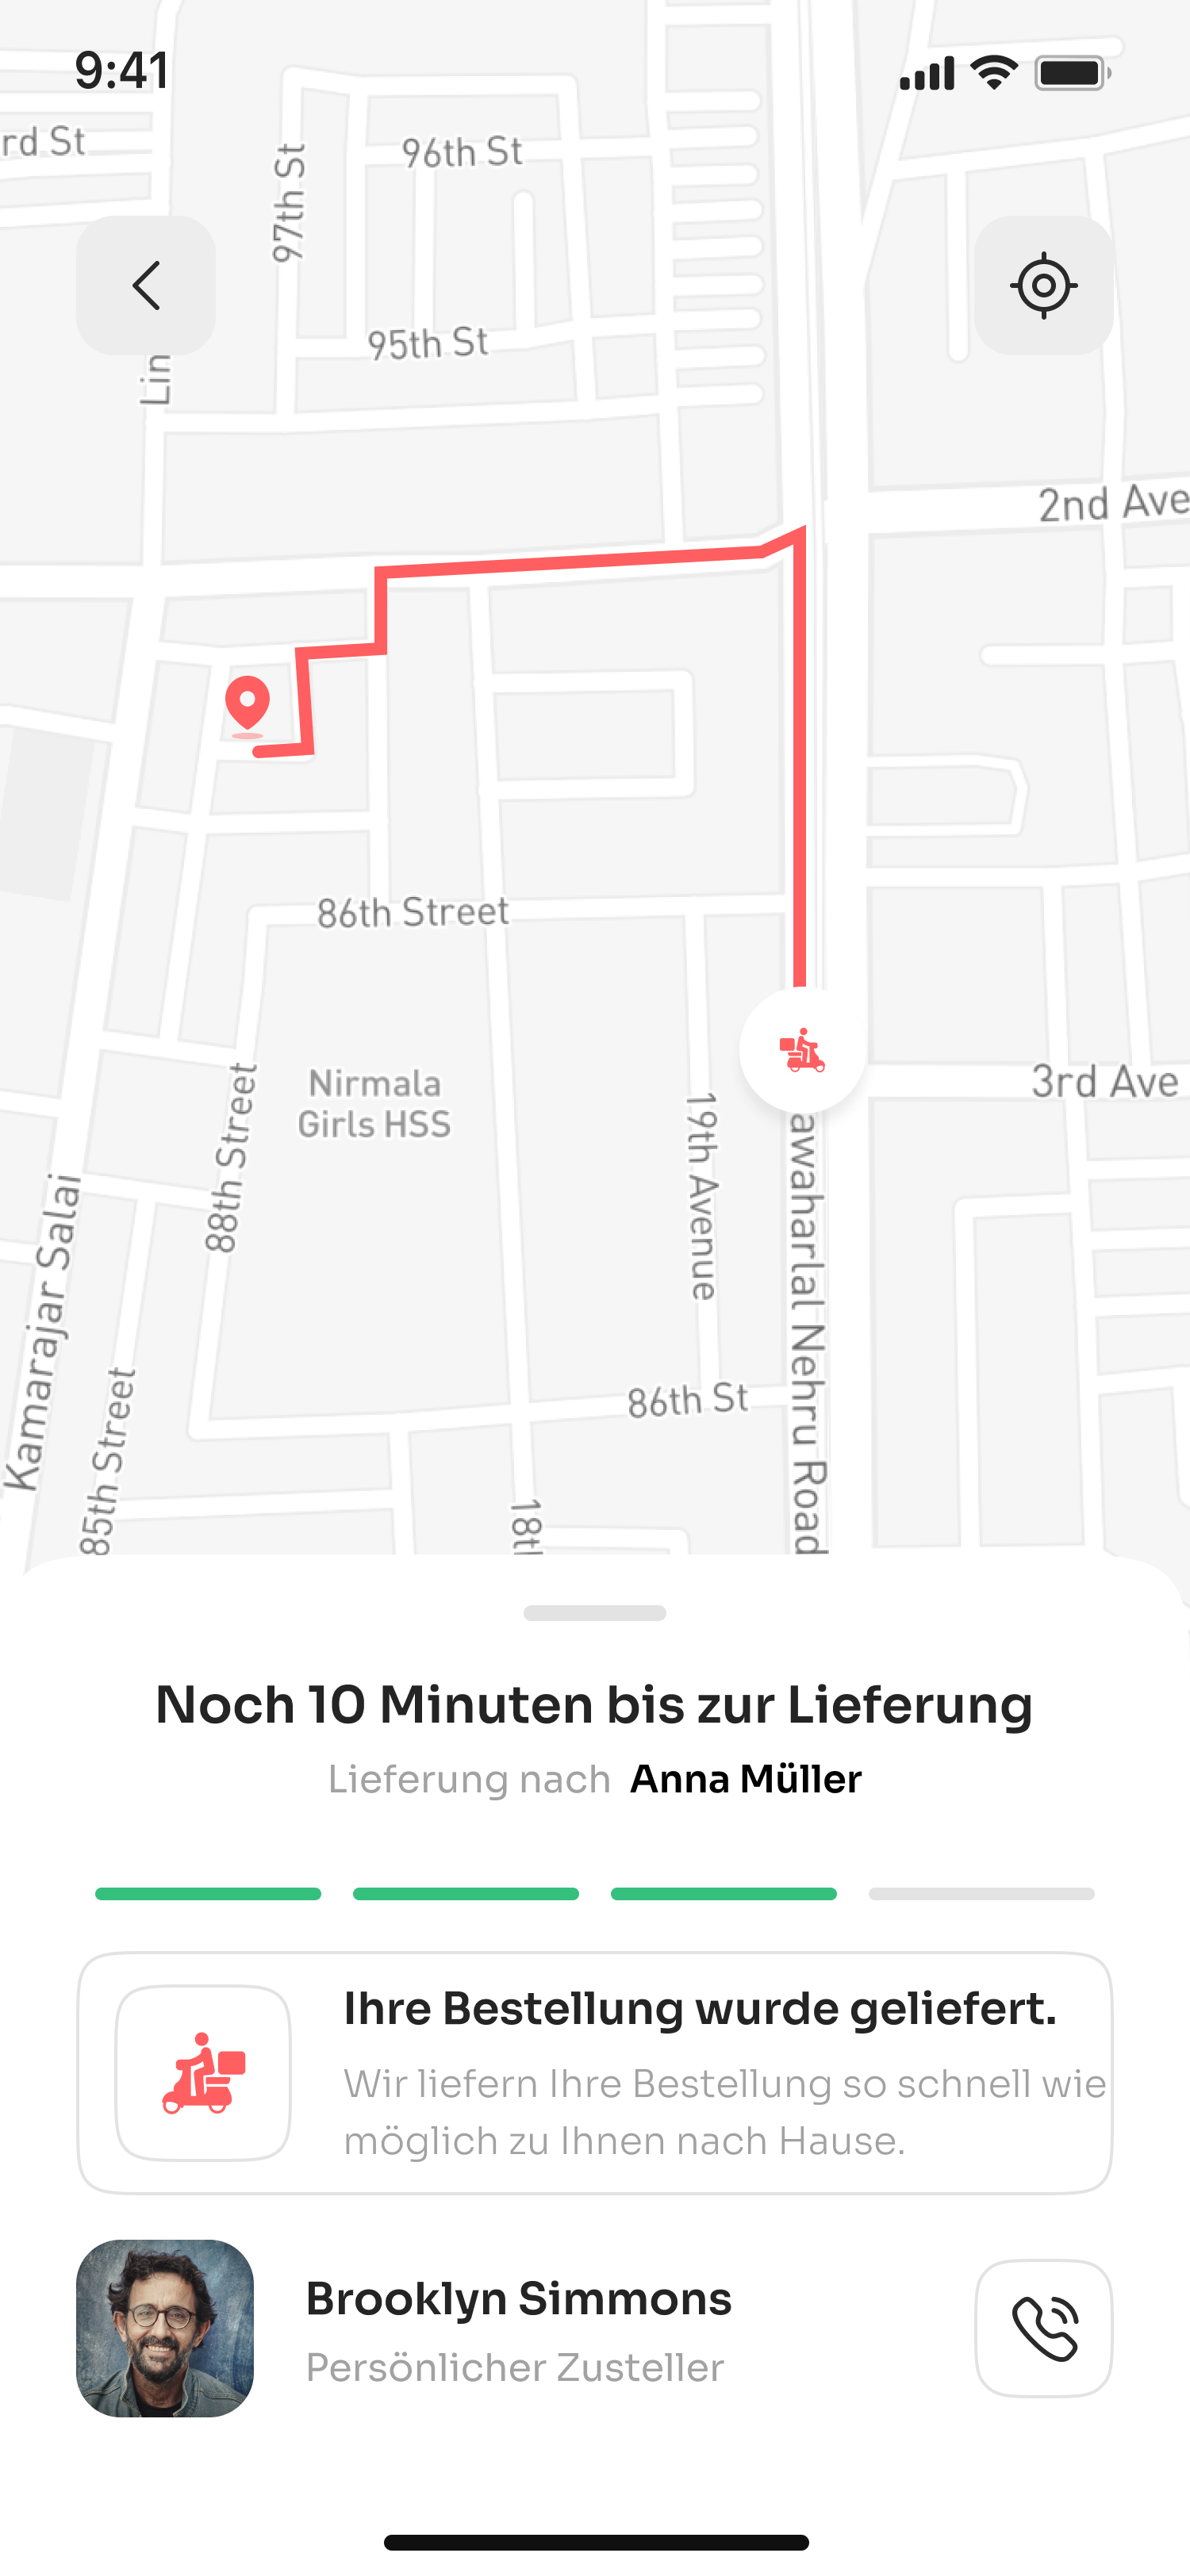 9:41
rd St
96th St
97th St
95th St
Lin
2nd Ave
86th Street
Nirmala
Girls HSS
3rd Ave
88th Street
19th Avenue
awaharlal Nehru Road
Kamarajar Salai
86th St
85th Street
18t
Noch 10 Minuten bis zur Lieferung
Lieferung nach Anna Müller
Ihre Bestellung wurde geliefert.
Wir liefern Ihre Bestellung so schnell wie
möglich zu Ihnen nach Hause.
Brooklyn Simmons
Persönlicher Zusteller